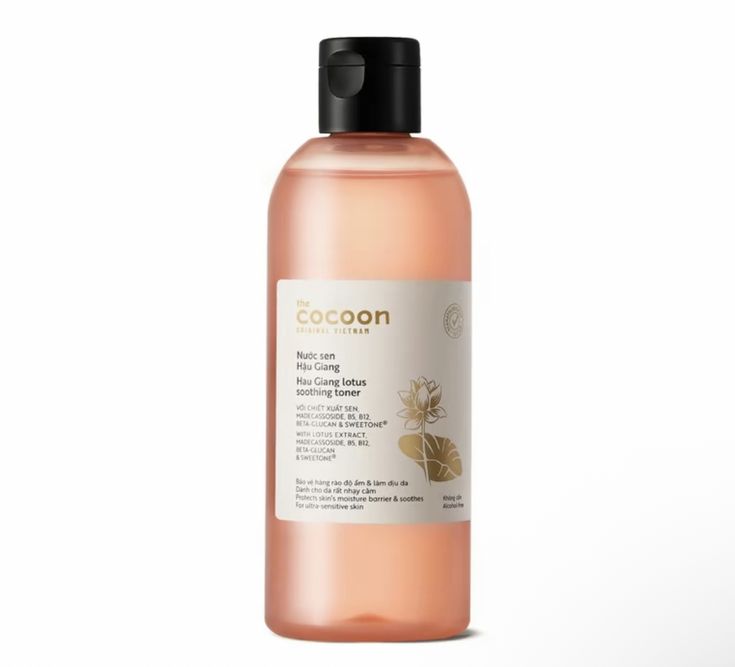 the
cocoon
ORIGINAL VIETNAM
Nước sen
Hậu Giang
Hau Giang lotus
soothing toner
VỚI CHIẾT XUẤT SEN,
MADECASSOSIDE, B5, B12,
BETA-GLUCAN & SWEETONE®
WITH LOTUS EXTRACT,
MADECASSOSIDE, B5, B12,
BETA-GLUCAN
& SWEETONE®
Bảo vệ hàng rào độ ẩm & làm dịu da
Dành cho da rất nhạy cảm
Protects skin's moisture barrier & soothes
For ultra-sensitive skin
Không cồn
Alcohol-free